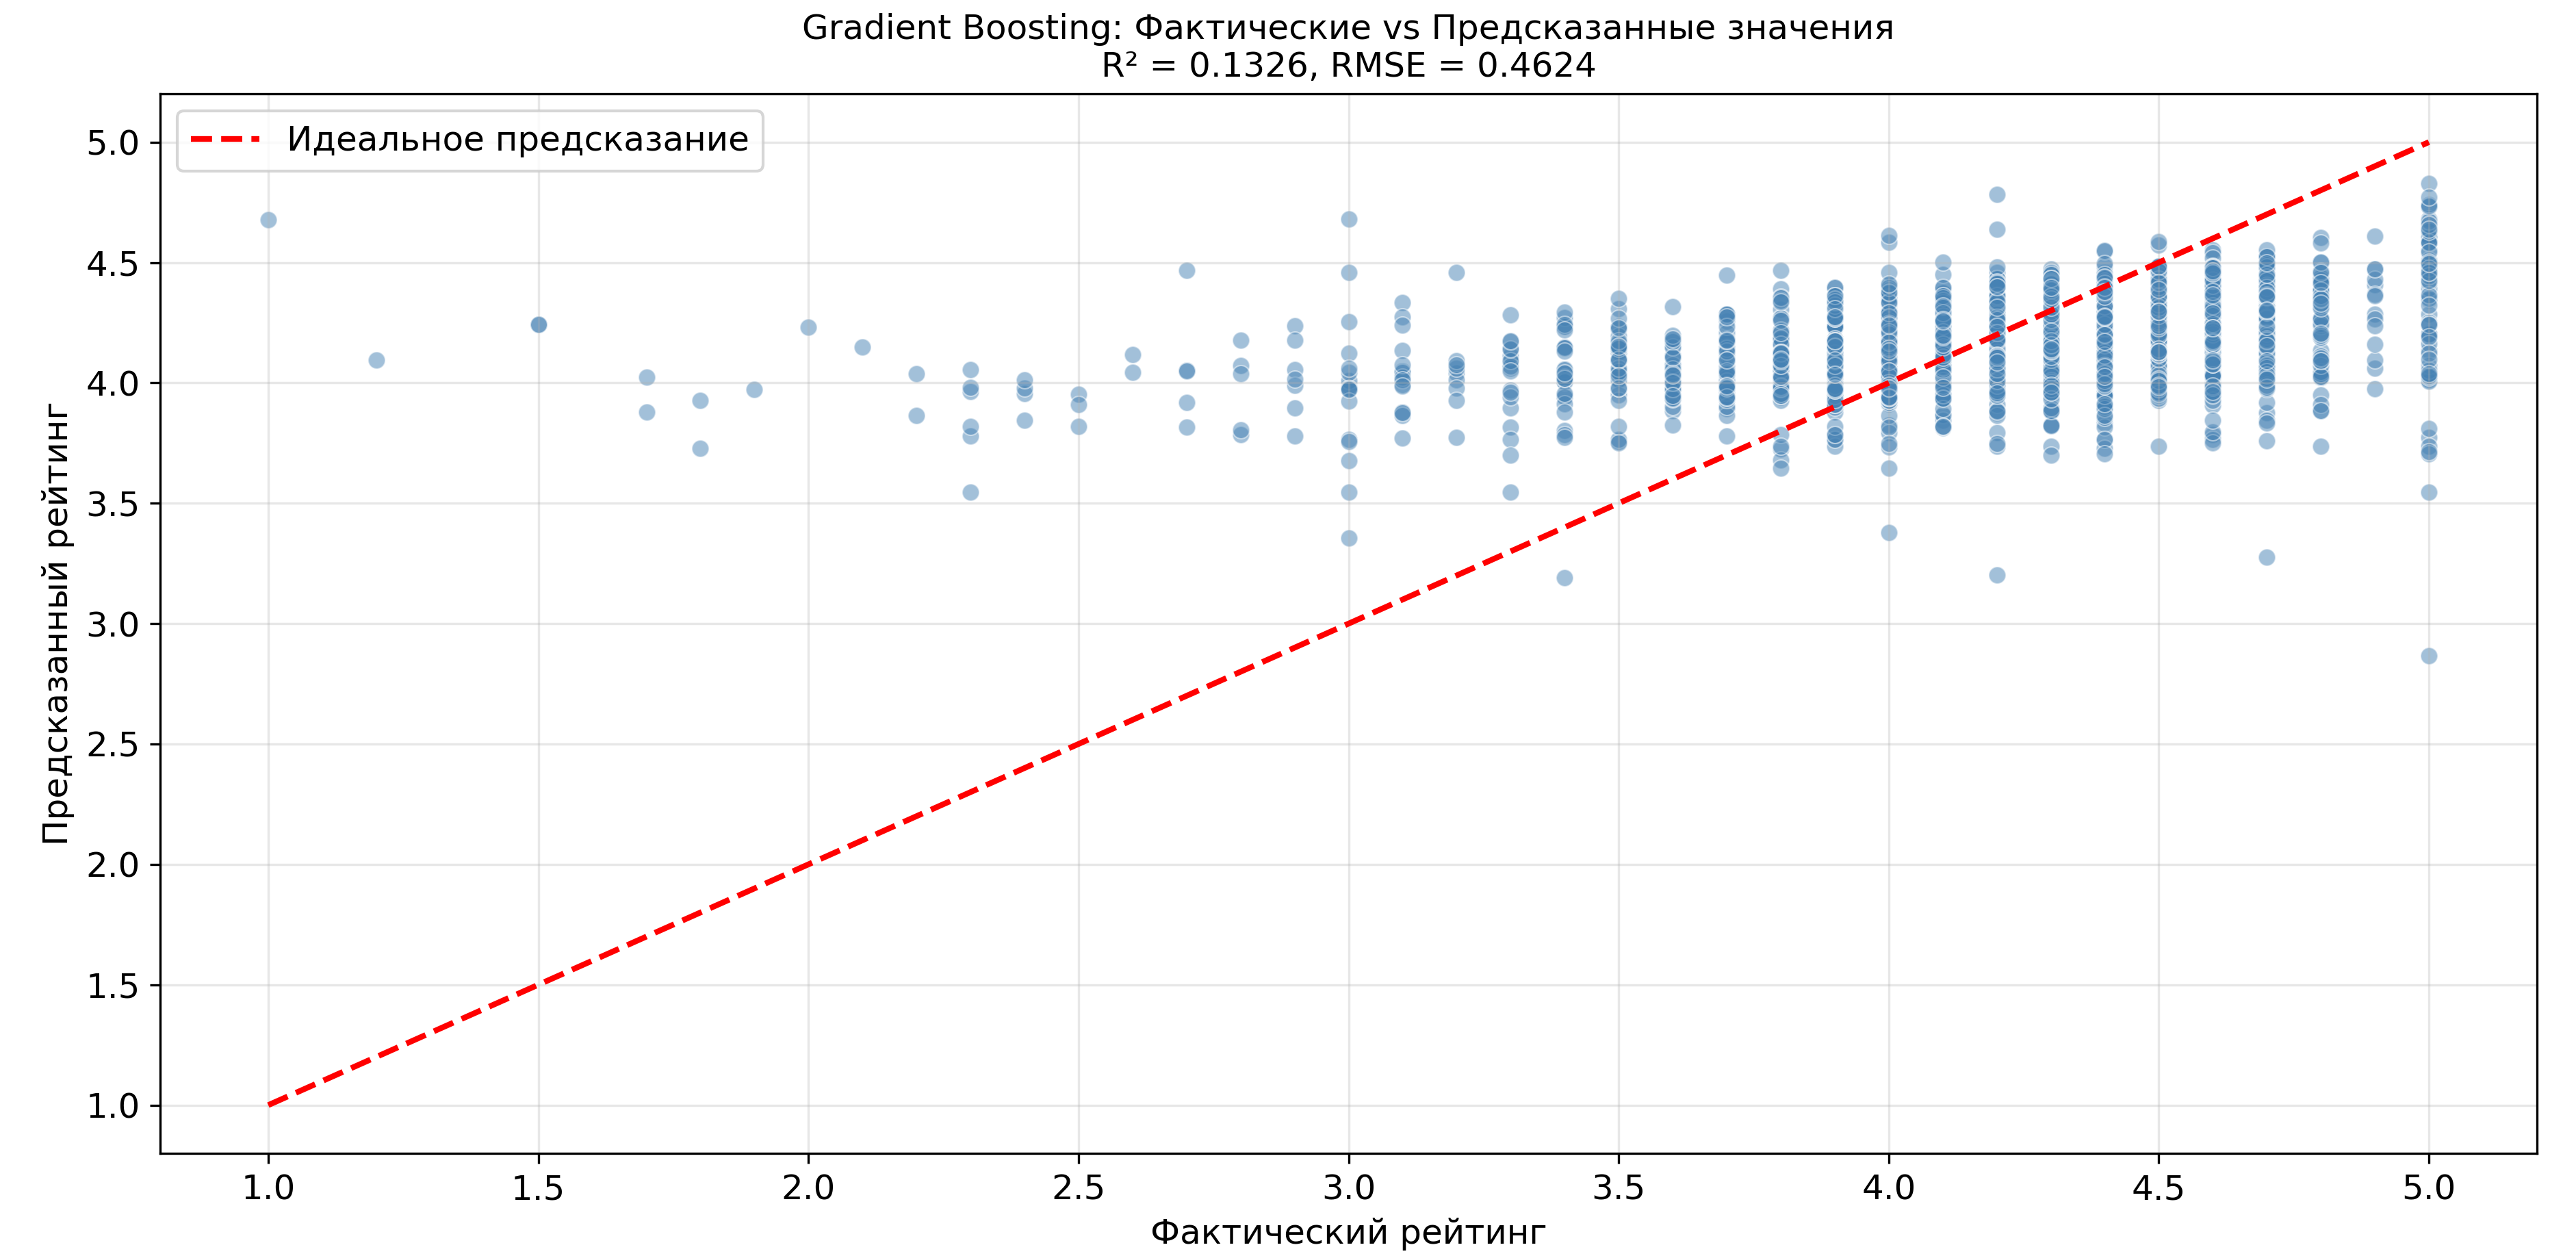 Gradient Boosting: Фактические vs Предсказанные значения
R² = 0.1326, RMSE = 0.4624
Идеальное предсказание
Предсказанный рейтинг
5.0
4.5
4.0
3.5
3.0
2.5
2.0
1.5
1.0
1.0 1.5 2.0 2.5 3.0 3.5 4.0 4.5 5.0
Фактический рейтинг